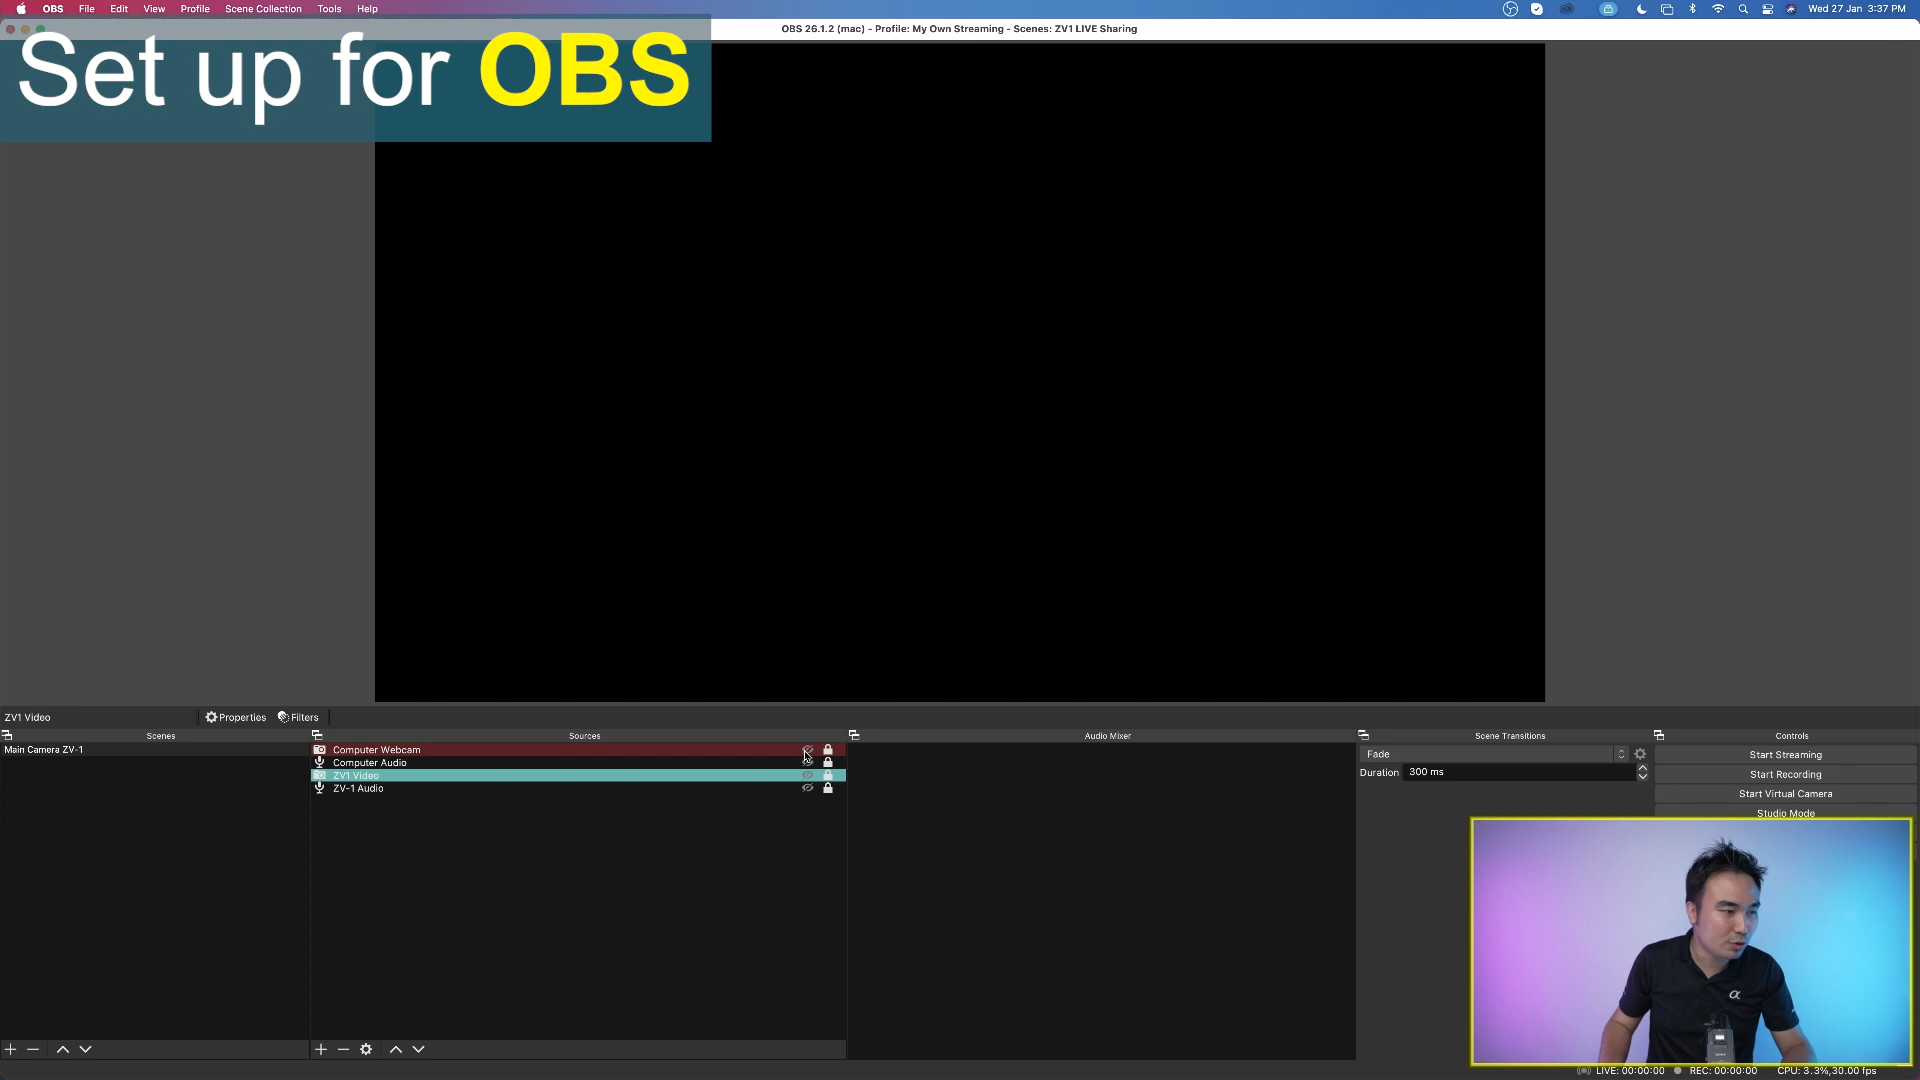 OBS File Edit View Profile Scene Collection Tools Help
Wed 27 Jan 3:37 PM
OBS 26.1.2 (mac) - Profile: My Own Streaming - Scenes: ZV1 LIVE Sharing
Set up for OBS
ZV1 Video
Properties
Filters
Scenes
Main Camera ZV-1
Sources
Computer Webcam
Computer Audio
ZV1 Video
ZV-1 Audio
Audio Mixer
Scene Transitions
Fade
Duration 300 ms
Controls
Start Streaming
Start Recording
Start Virtual Camera
Studio Mode
α
LIVE: 00:00:00 REC: 00:00:00 CPU: 3.3%,30.00 fps